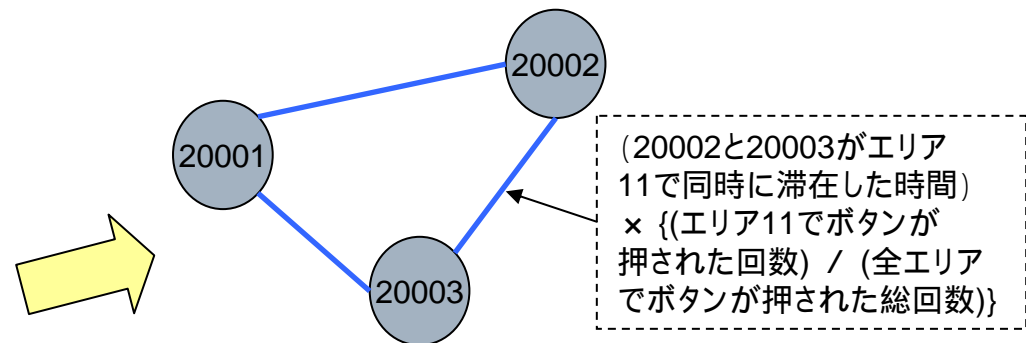 20002
20001
20003
(20002と20003がエリア
11で同時に滞在した時間)
× {(エリア11でボタンが
押された回数) / (全エリア
でボタンが押された総回数)}